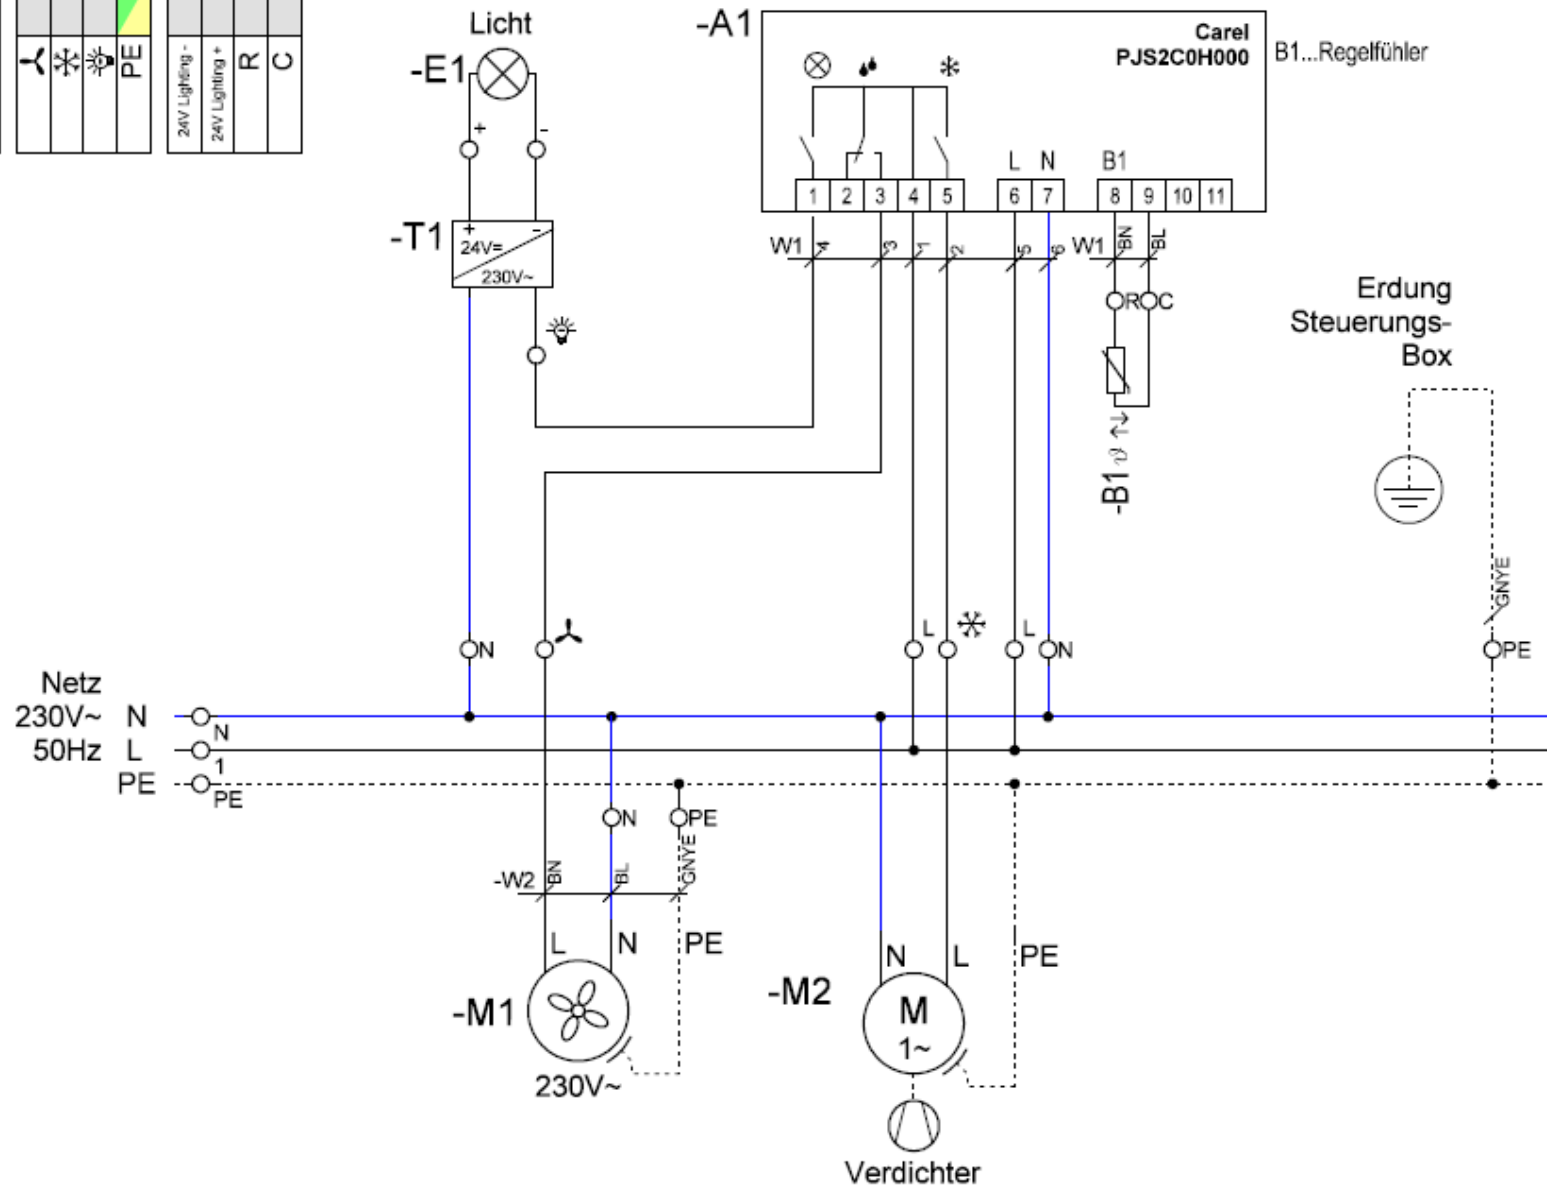 PE
24V Lighting -
24V Lighting +
R
C
Licht
-E1
+
-
-T1
+
-
24V=
230V~
-A1
Carel
PJS2C0H000
B1...Regelfühler
L
N
B1
1
2
3
4
5
6
7
8
9
10
11
W1
4
3
1
2
5
6
W1
BN
BL
R
C
-B1
ϑ
Erdung
Steuerungs-
Box
GNYE
PE
N
L
L
N
Netz
230V~ N
50Hz L
PE
N
1
PE
N
PE
-W2
BN
BL
GNYE
L
N
PE
-M1
230V~
N
L
PE
-M2
M
1~
Verdichter